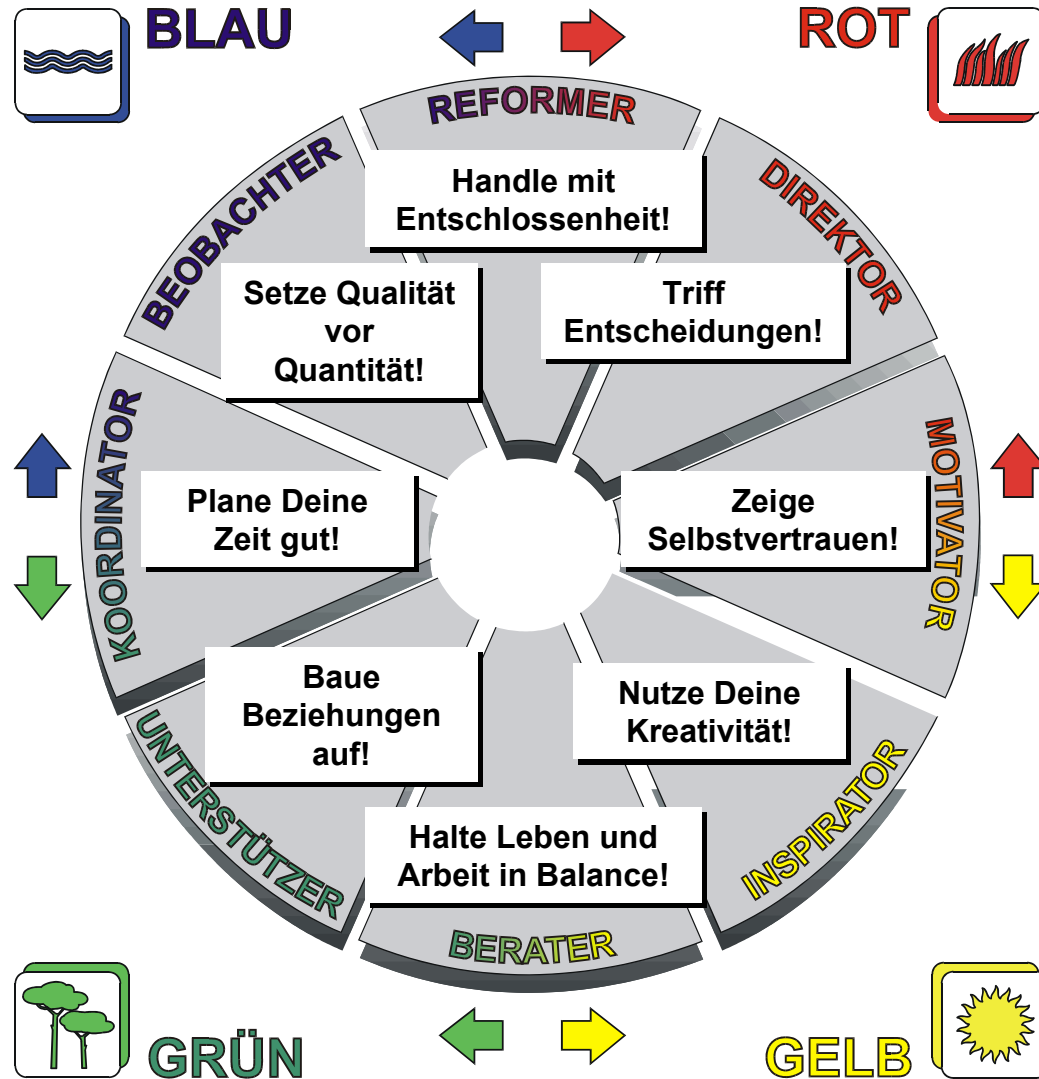 BLAU
ROT
REFORMER
Handle mit
Entschlossenheit!
BEOBACHTER
Setze Qualität
vor
Quantität!
DIREKTOR
Triff
Entscheidungen!
KOORDINATOR
Plane Deine
Zeit gut!
MOTIVATOR
Zeige
Selbstvertrauen!
UNTERSTÜTZER
Baue
Beziehungen
auf!
INSPIRATOR
Nutze Deine
Kreativität!
Halte Leben und
Arbeit in Balance!
BERATER
GRÜN
GELB